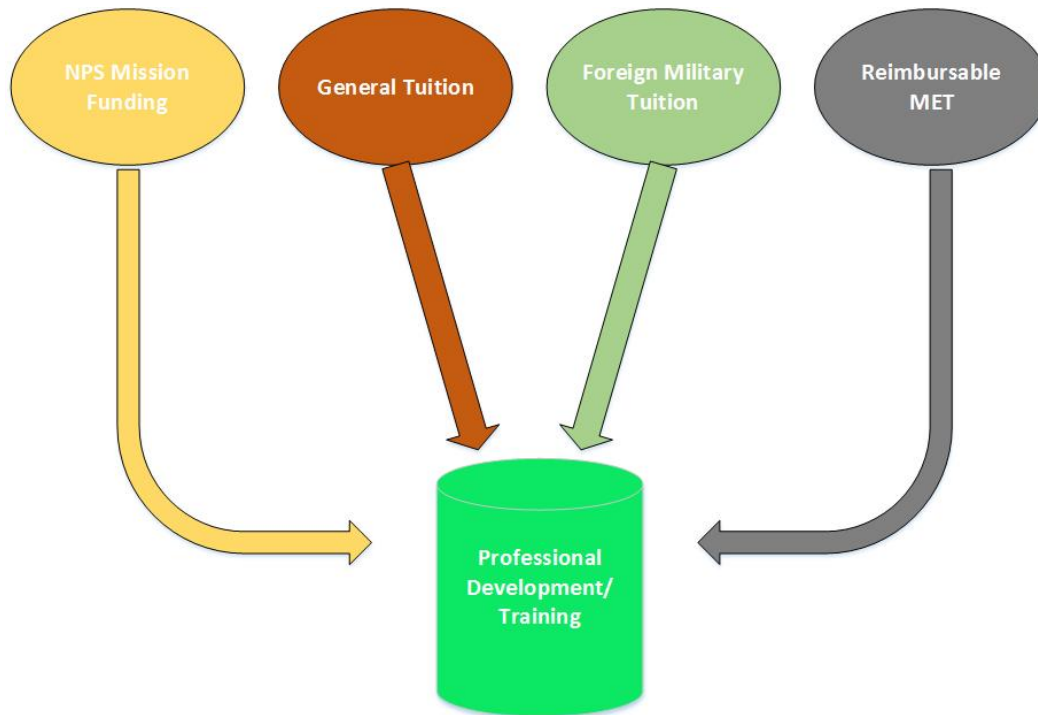 NPS Mission
Funding
General Tuition
Foreign Military
Tuition
Reimbursable
MET
Professional
Development/
Training